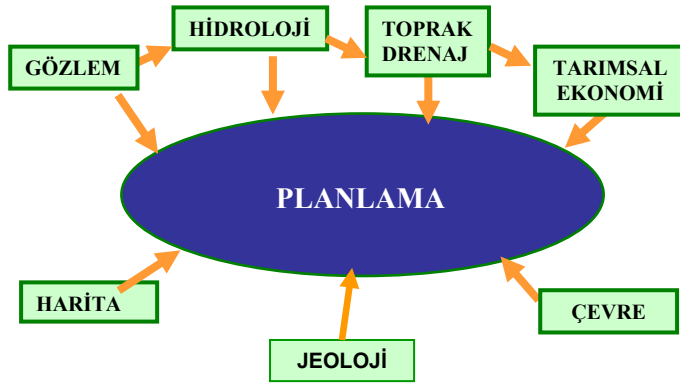 HİDROLOJİ
TOPRAK
DRENAJ
GÖZLEM
TARIMSAL
EKONOMİ
PLANLAMA
HARİTA
ÇEVRE
JEOLOJİ